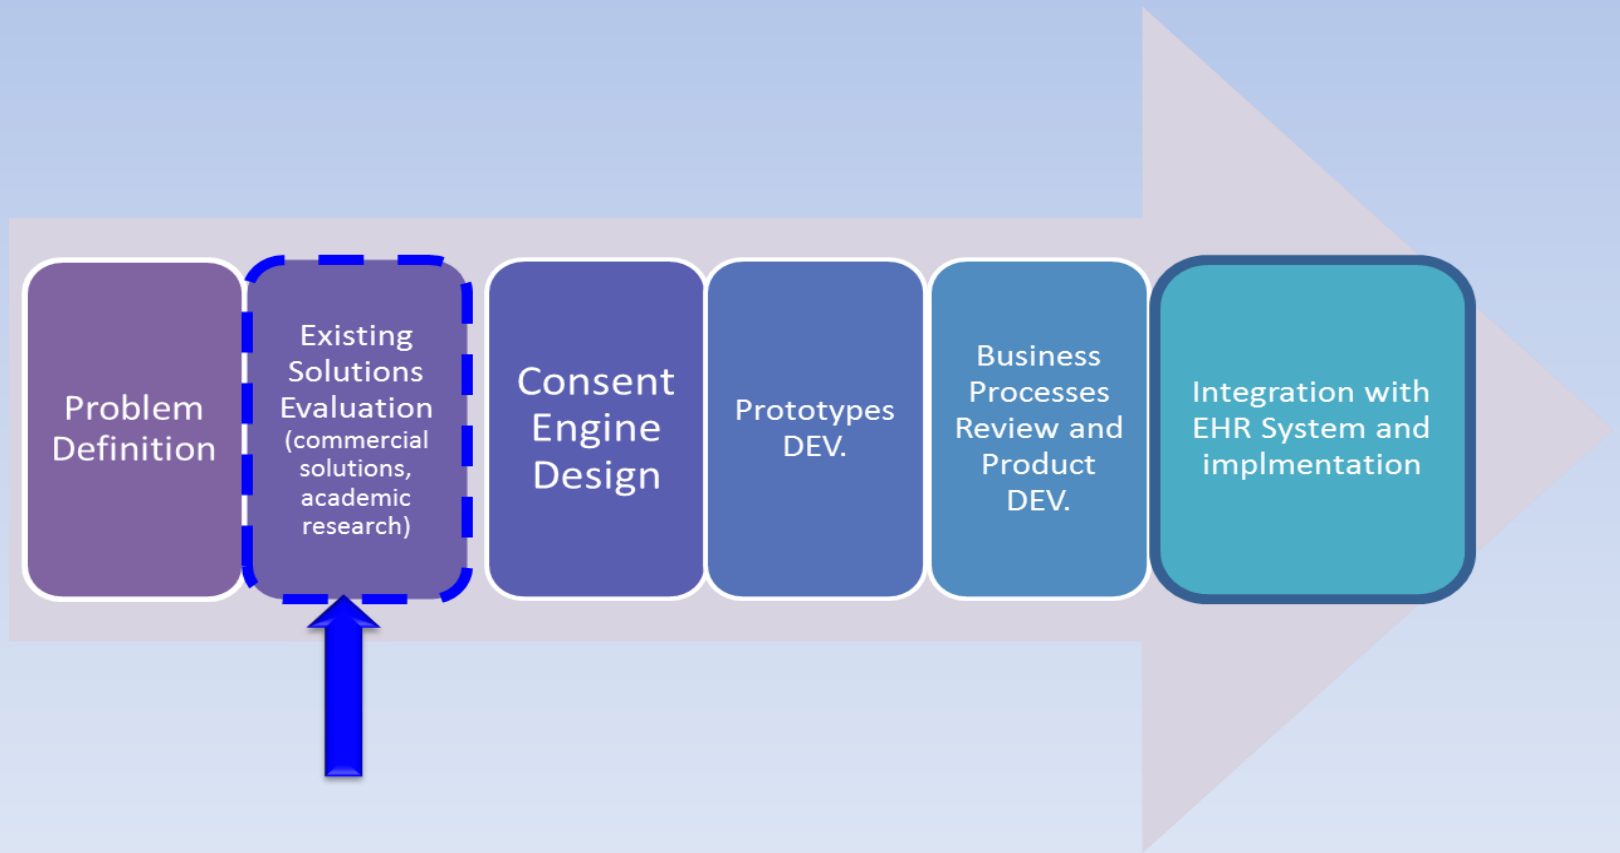 Problem
Definition
Existing
Solutions
Evaluation
(commercial
solutions,
academic
research)
Consent
Engine
Design
Prototypes
DEV.
Business
Processes
Review and
Product
DEV.
Integration with
EHR System and
implmentation